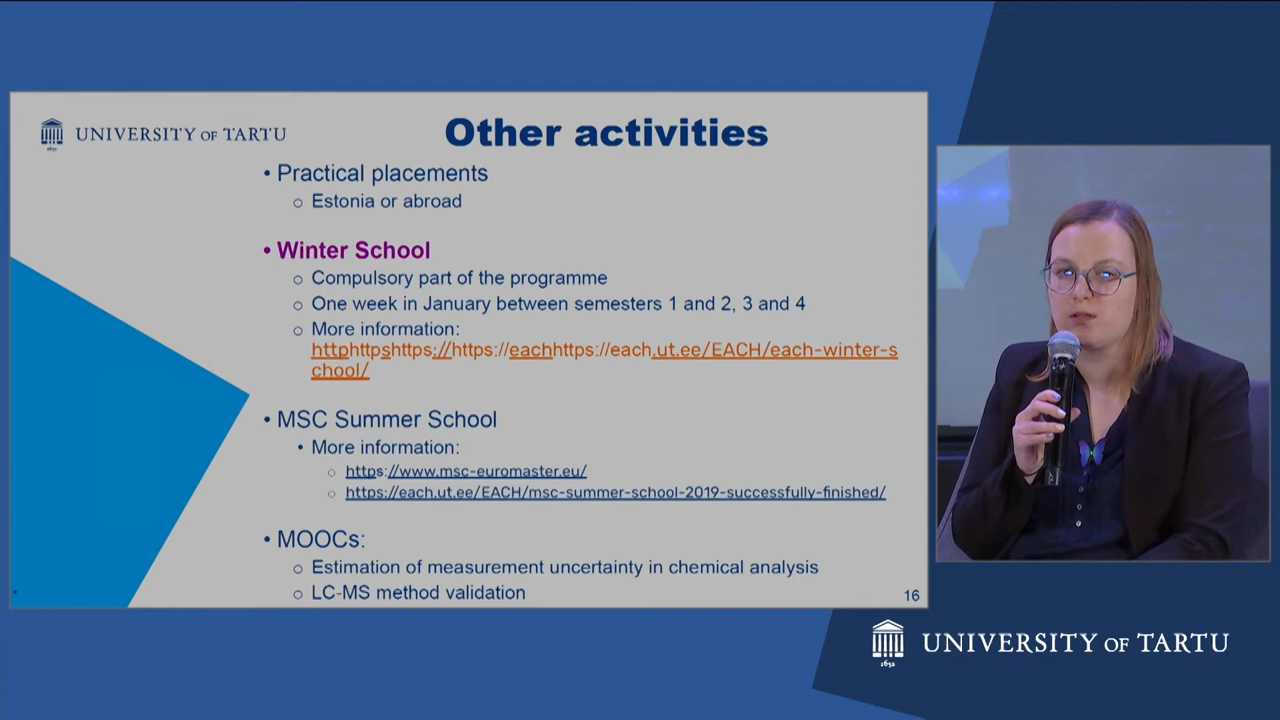 UNIVERSITY OF TARTU
1632
Other activities
• Practical placements
o Estonia or abroad
• Winter School
o Compulsory part of the programme
o One week in January between semesters 1 and 2, 3 and 4
o More information:
httphttpshttps://https://eachhttps://each.ut.ee/EACH/each-winter-s
chool/
• MSC Summer School
• More information:
o https://www.msc-euromaster.eu/
o https://each.ut.ee/EACH/msc-summer-school-2019-successfully-finished/
• MOOCs:
o Estimation of measurement uncertainty in chemical analysis
o LC-MS method validation
16
UNIVERSITY OF TARTU
1632